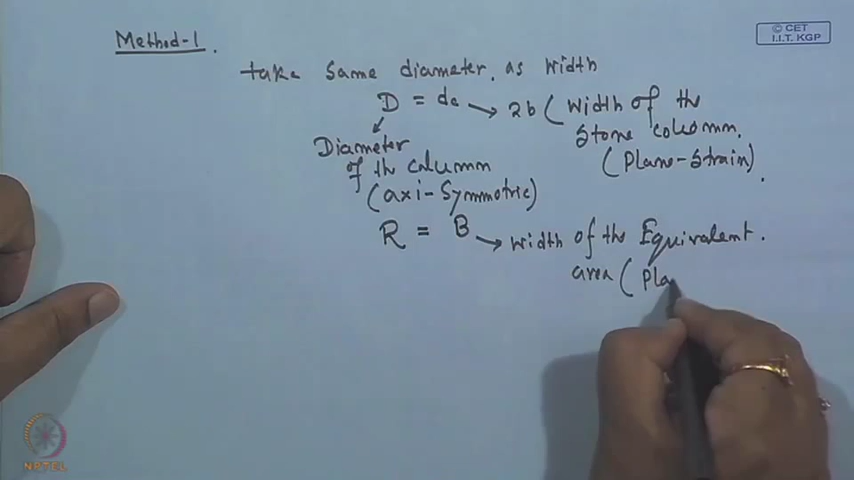 © CET
I.I.T. KGP
Method-1.
take same diameter. as width
D = dc → 2b (width of the
stone column.
(Plane-strain).
Diameter
of the column
(axi-symmetric)
R = B → width of the Equivalent.
area (Pla
NPTEL